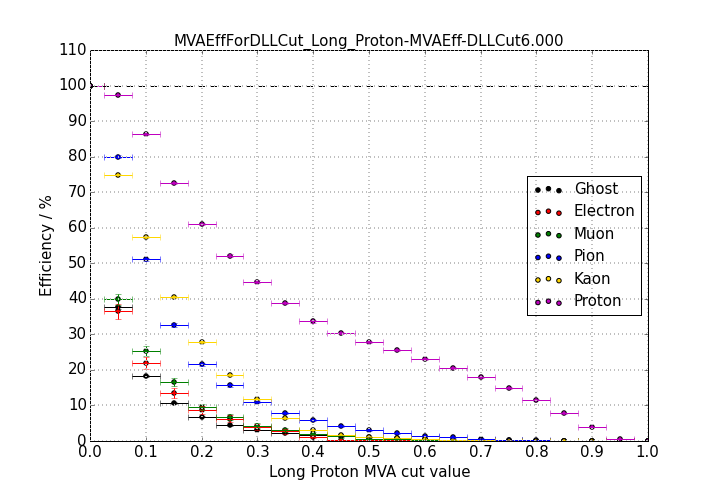 MVAEffForDLLCut_Long_Proton-MVAEff-DLLCut6.000
110
100
90
80
70
60
50
40
30
20
10
0
Efficiency / %
Ghost
Electron
Muon
Pion
Kaon
Proton
0.0 0.1 0.2 0.3 0.4 0.5 0.6 0.7 0.8 0.9 1.0
Long Proton MVA cut value